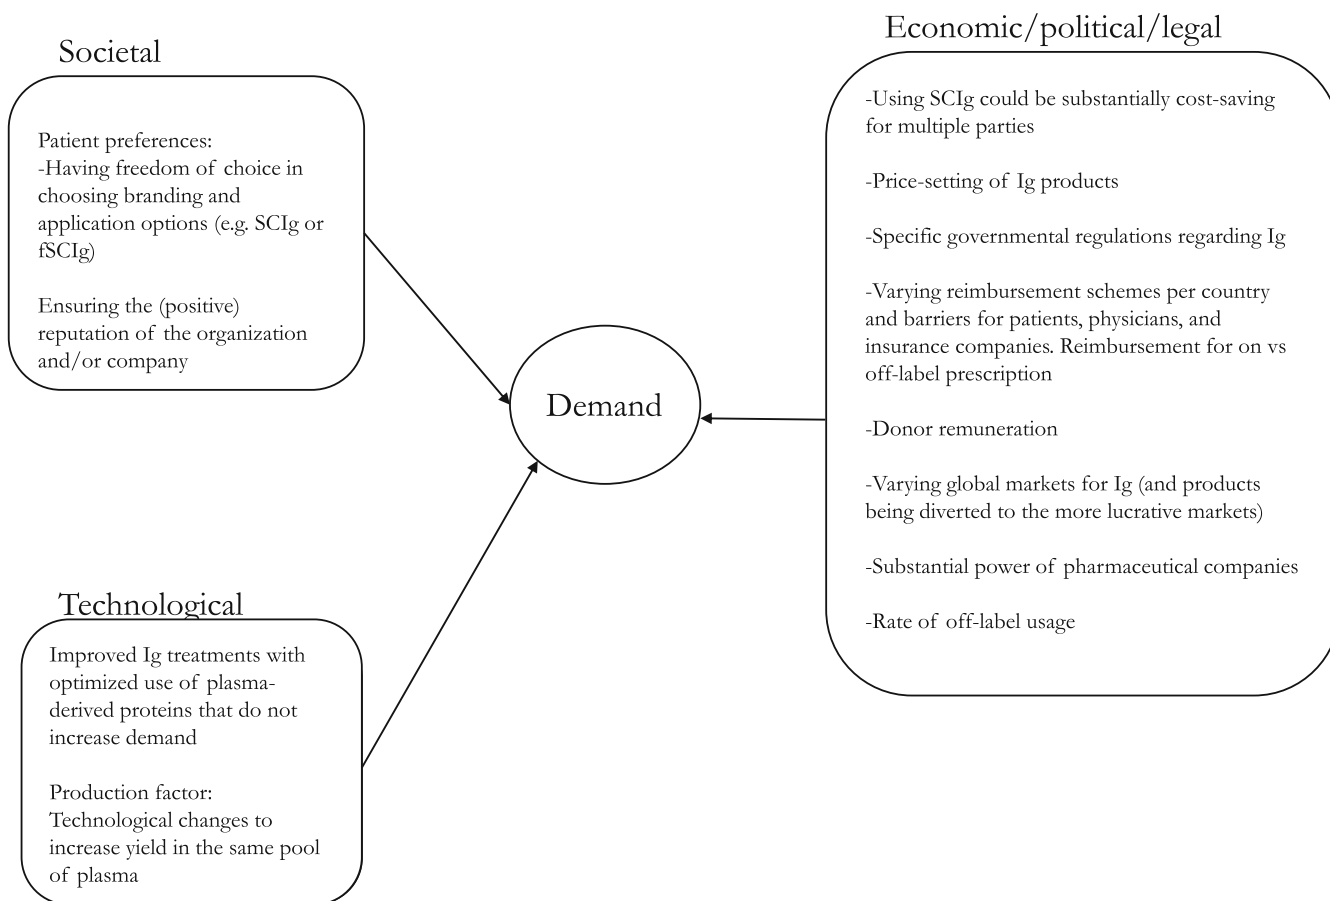 Societal
Patient preferences:
-Having freedom of choice in
choosing branding and
application options (e.g. SCIg or
fSCIg)
Ensuring the (positive)
reputation of the organization
and/or company
Economic/political/legal
-Using SCIg could be substantially cost-saving
for multiple parties
-Price-setting of Ig products
-Specific governmental regulations regarding Ig
-Varying reimbursement schemes per country
and barriers for patients, physicians, and
insurance companies. Reimbursement for on vs
off-label prescription
-Donor remuneration
-Varying global markets for Ig (and products
being diverted to the more lucrative markets)
-Substantial power of pharmaceutical companies
-Rate of off-label usage
Demand
Technological
Improved Ig treatments with
optimized use of plasma-
derived proteins that do not
increase demand
Production factor:
Technological changes to
increase yield in the same pool
of plasma